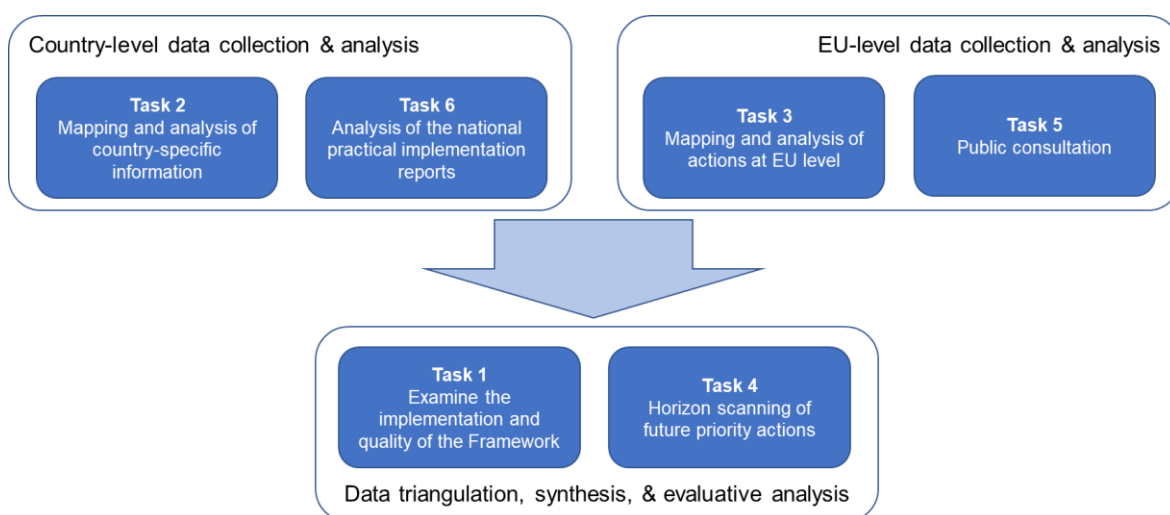 Country-level data collection & analysis
Task 2
Mapping and analysis of
country-specific
information
Task 6
Analysis of the national
practical implementation
reports
EU-level data collection & analysis
Task 3
Mapping and analysis of
actions at EU level
Task 5
Public consultation
Task 1
Examine the
implementation and
quality of the Framework
Task 4
Horizon scanning of
future priority actions
Data triangulation, synthesis, & evaluative analysis